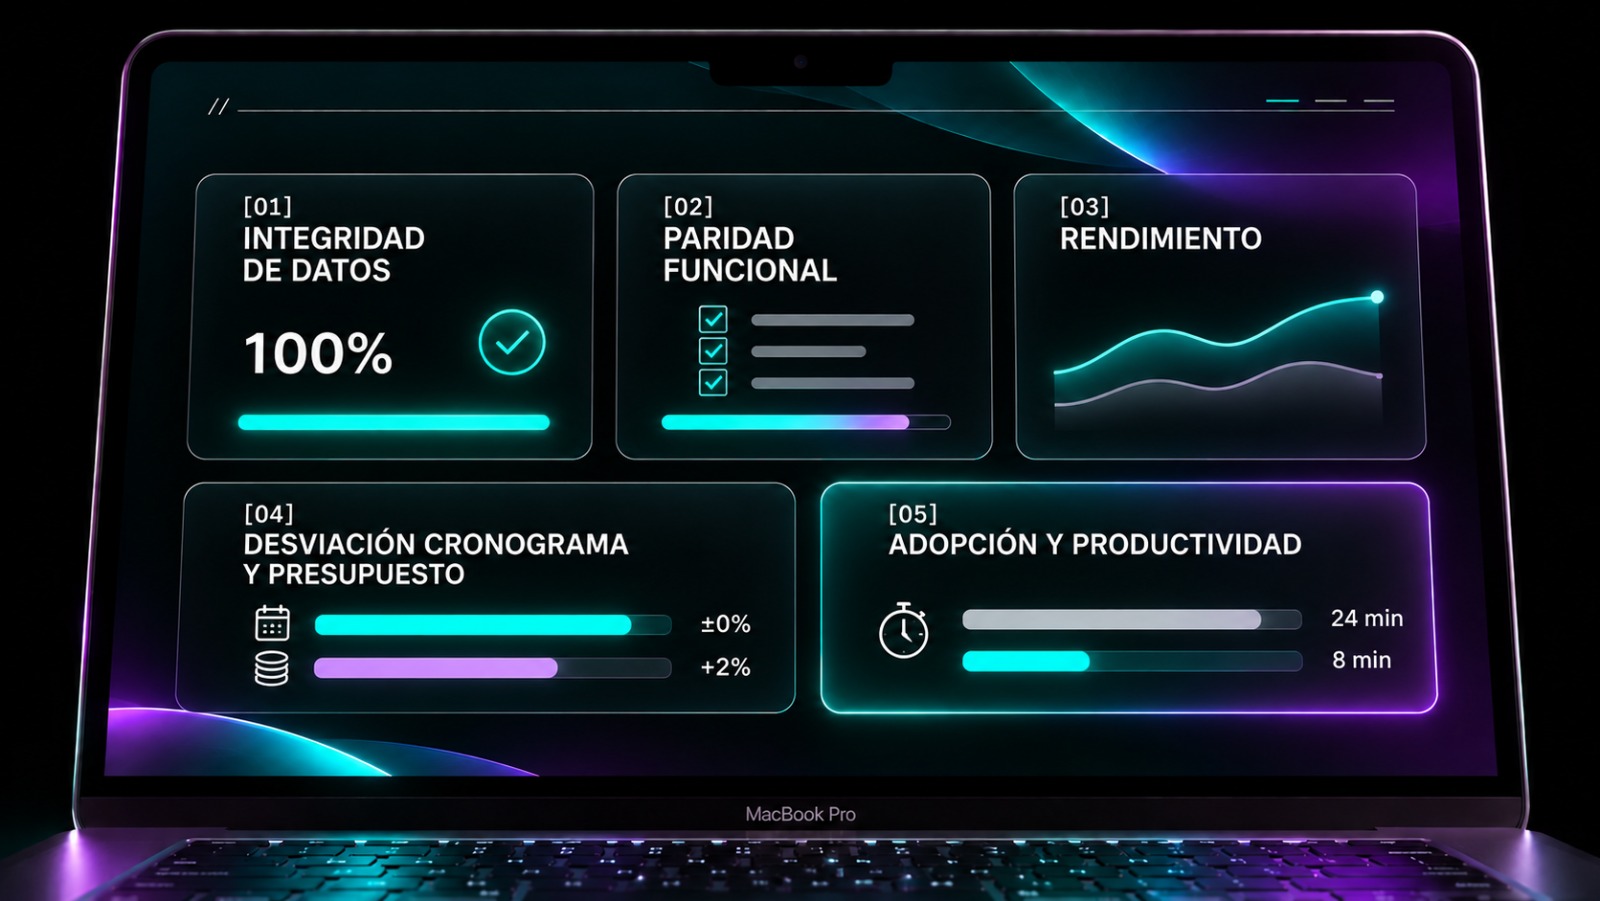 //
[01]
INTEGRIDAD
DE DATOS
100%
[02]
PARIDAD
FUNCIONAL
[03]
RENDIMIENTO
[04]
DESVIACIÓN CRONOGRAMA
Y PRESUPUESTO
±0%
+2%
[05]
ADOPCIÓN Y PRODUCTIVIDAD
24 min
8 min
MacBook Pro